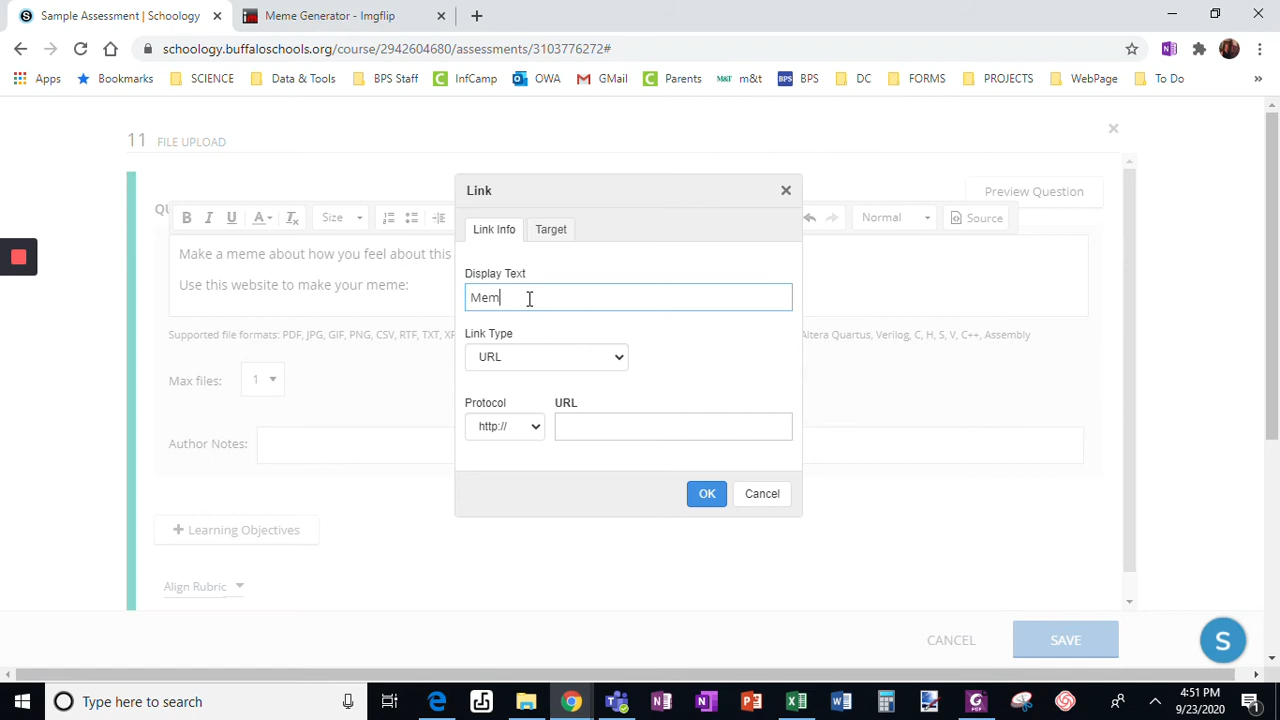 Sample Assessment | Schoology
Meme Generator - Imgflip
schoology.buffaloschools.org/course/2942604680/assessments/3103776272#
Apps
Bookmarks
SCIENCE
Data & Tools
BPS Staff
InfCamp
OWA
GMail
Parents
m&t
BPS
DC
FORMS
PROJECTS
WebPage
To Do
11 FILE UPLOAD
Preview Question
B I U A Tx Size
Normal
Source
Make a meme about how you feel about this
Use this website to make your meme:
Supported file formats: PDF, JPG, GIF, PNG, CSV, RTF, TXT,
Altera Quartus, Verilog, C, H, S, V, C++, Assembly
Max files: 1
Author Notes:
+ Learning Objectives
Align Rubric
Link
Link Info
Target
Display Text
Mem
Link Type
URL
Protocol
URL
http://
OK
Cancel
CANCEL
SAVE
S
Type here to search
4:51 PM
9/23/2020